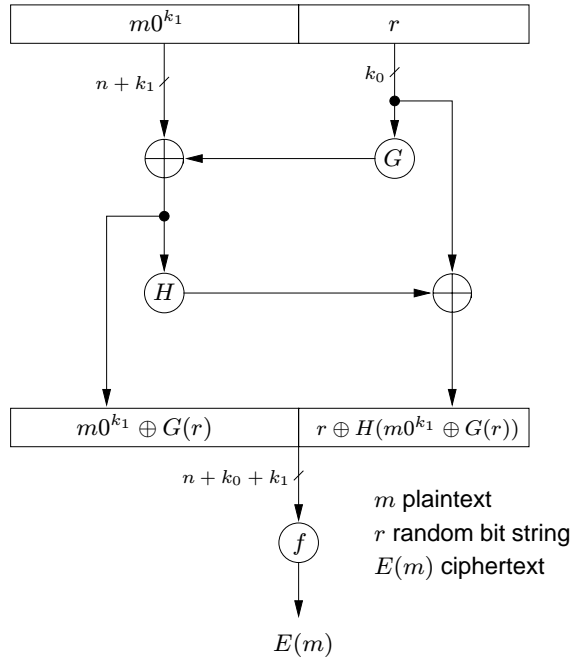 m0^{k_1} r
n + k_1 k_0
G
H
m0^{k_1} ⊕ G(r) r ⊕ H(m0^{k_1} ⊕ G(r))
n + k_0 + k_1
m plaintext
r random bit string
f
E(m) ciphertext
E(m)